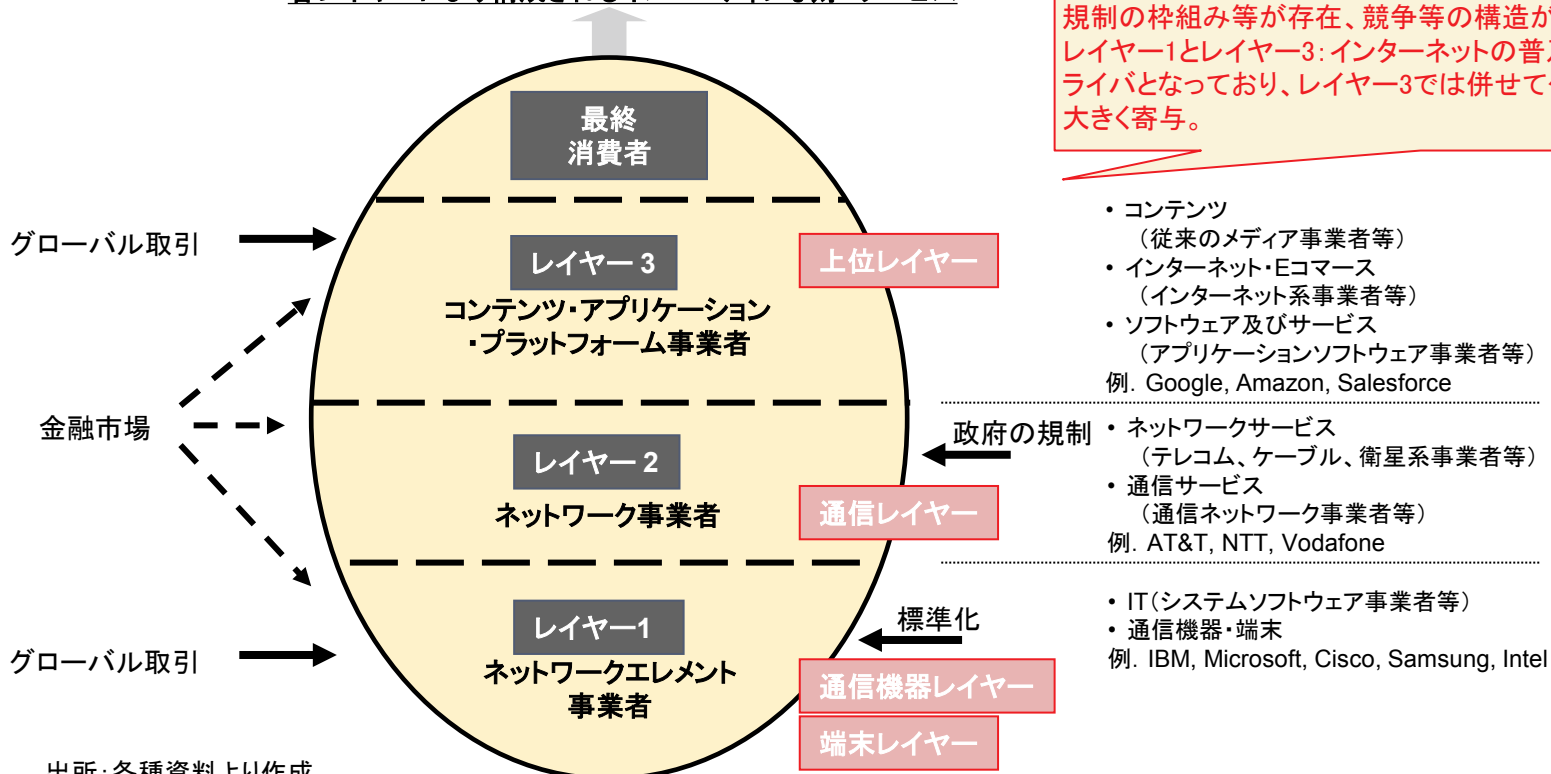 規制の枠組み等が存在、競争等の構造が
レイヤー1とレイヤー3：インターネットの普
ライバとなっており、レイヤー3では併せて
大きく寄与。
最終
消費者
グローバル取引
レイヤー 3
上位レイヤー
コンテンツ・アプリケーション
・プラットフォーム事業者
• コンテンツ
（従来のメディア事業者等）
• インターネット・Eコマース
（インターネット系事業者等）
• ソフトウェア及びサービス
（アプリケーションソフトウェア事業者等）
例．Google, Amazon, Salesforce
金融市場
政府の規制
レイヤー 2
ネットワーク事業者
通信レイヤー
• ネットワークサービス
（テレコム、ケーブル、衛星系事業者等）
• 通信サービス
（通信ネットワーク事業者等）
例．AT&T, NTT, Vodafone
標準化
レイヤー1
グローバル取引
ネットワークエレメント
事業者
通信機器レイヤー
端末レイヤー
• IT（システムソフトウェア事業者等）
• 通信機器・端末
例．IBM, Microsoft, Cisco, Samsung, Intel
出所：各種資料より作成